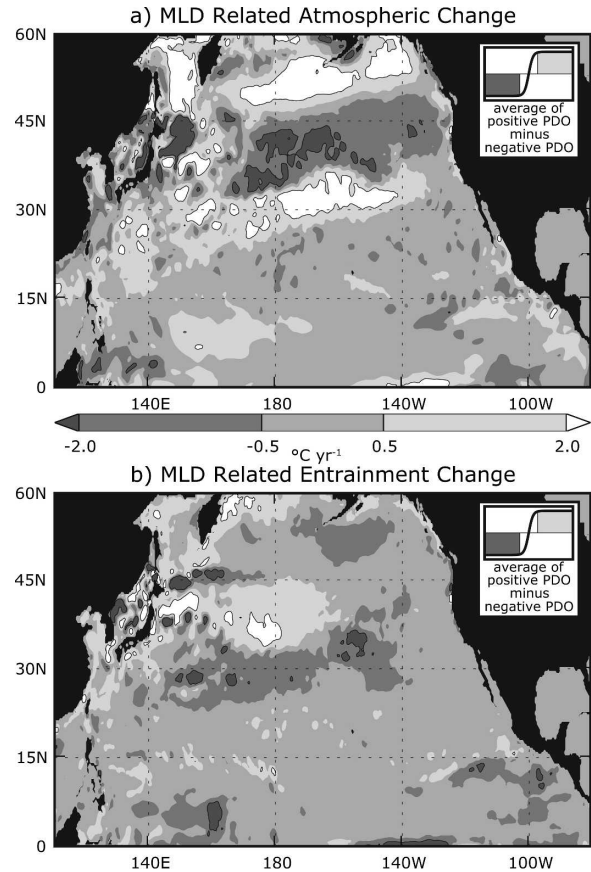 a) MLD Related Atmospheric Change
60N
45N
30N
15N
0
140E 180 140W 100W
average of
positive PDO
minus
negative PDO
-2.0 -0.5 0.5 2.0
°C yr⁻¹
b) MLD Related Entrainment Change
60N
45N
30N
15N
0
140E 180 140W 100W
average of
positive PDO
minus
negative PDO